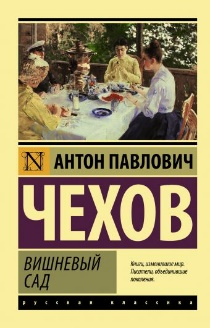 N АНТОН ПАВЛОВИЧ
ЧЕХОВ
ВИШНЕВЫЙ
САД
Книги, изменившие мир.
Писатели, объединившие
поколения.
русская классика